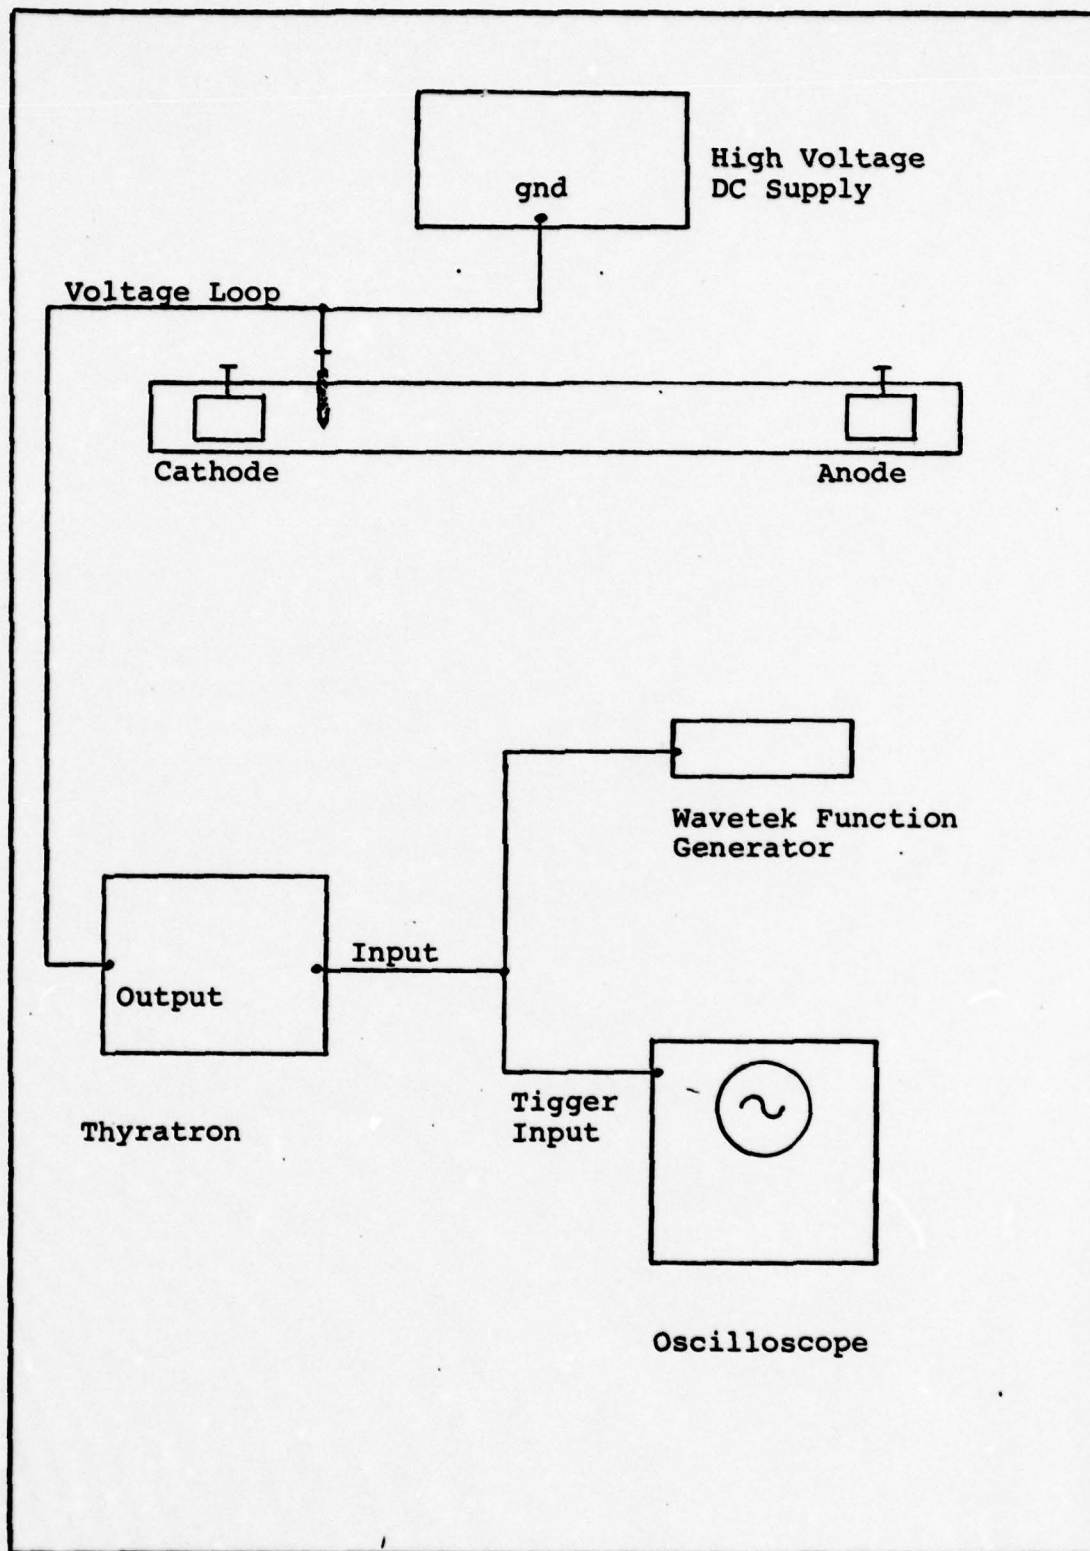 High Voltage
DC Supply
gnd
Voltage Loop
Cathode
Anode
Wavetek Function
Generator
Input
Output
Tigger
Input
Thyratron
Oscilloscope